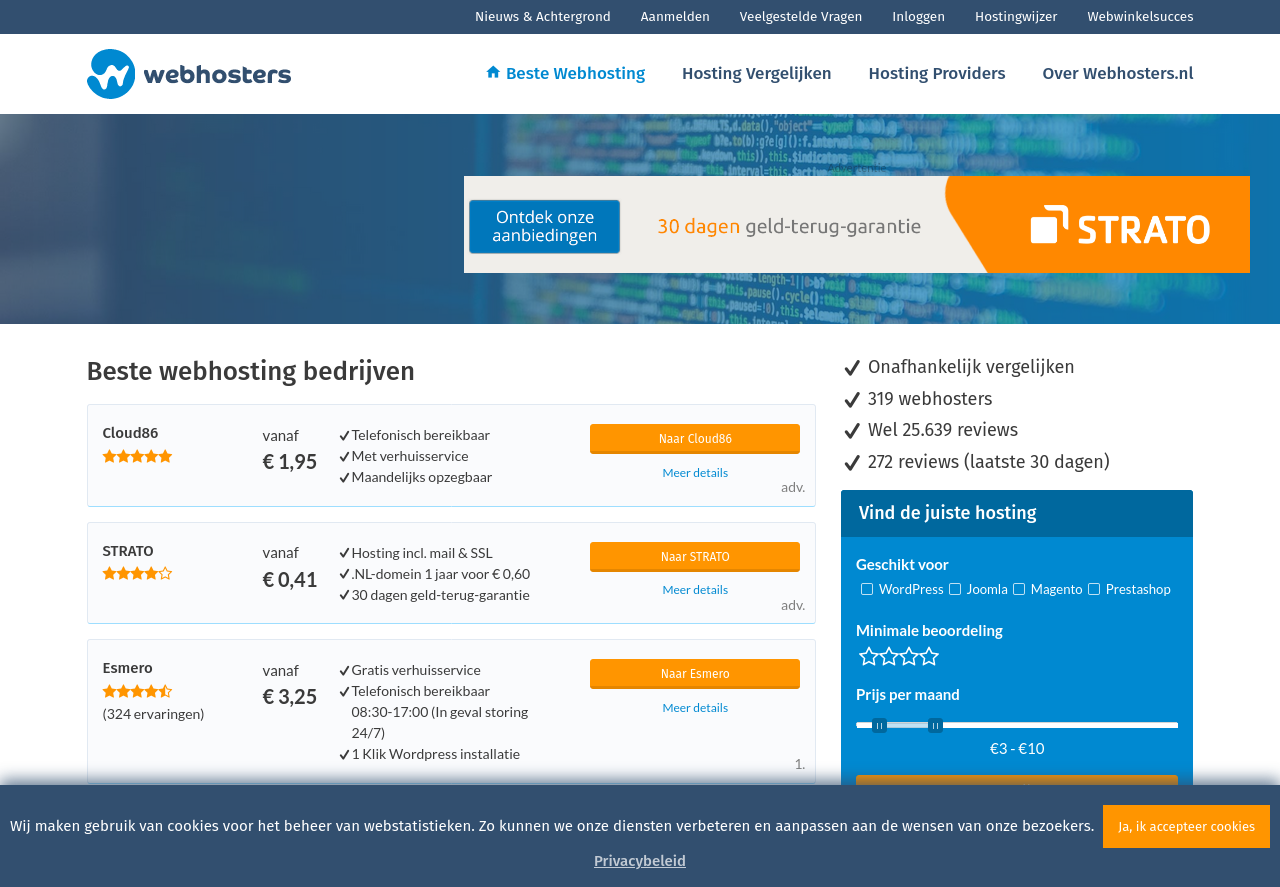 Nieuws & Achtergrond Aanmelden Veelgestelde Vragen Inloggen Hostingwijzer Webwinkelsucces
webhosters
Beste Webhosting Hosting Vergelijken Hosting Providers Over Webhosters.nl
Ontdek onze
aanbiedingen
30 dagen geld-terug-garantie
STRATO
Beste webhosting bedrijven
Cloud86
vanaf
€ 1,95
Telefonisch bereikbaar
Met verhuisservice
Maandelijks opzegbaar
Naar Cloud86
Meer details
adv.
STRATO
vanaf
€ 0,41
Hosting incl. mail & SSL
.NL-domein 1 jaar voor € 0,60
30 dagen geld-terug-garantie
Naar STRATO
Meer details
adv.
Esmero
(324 ervaringen)
vanaf
€ 3,25
Gratis verhuisservice
Telefonisch bereikbaar
08:30-17:00 (In geval storing
24/7)
1 Klik Wordpress installatie
Naar Esmero
Meer details
1.
Onafhankelijk vergelijken
319 webhosters
Wel 25.639 reviews
272 reviews (laatste 30 dagen)
Vind de juiste hosting
Geschikt voor
WordPress Joomla Magento Prestashop
Minimale beoordeling
Prijs per maand
€3 - €10
Wij maken gebruik van cookies voor het beheer van webstatistieken. Zo kunnen we onze diensten verbeteren en aanpassen aan de wensen van onze bezoekers.
Ja, ik accepteer cookies
Privacybeleid